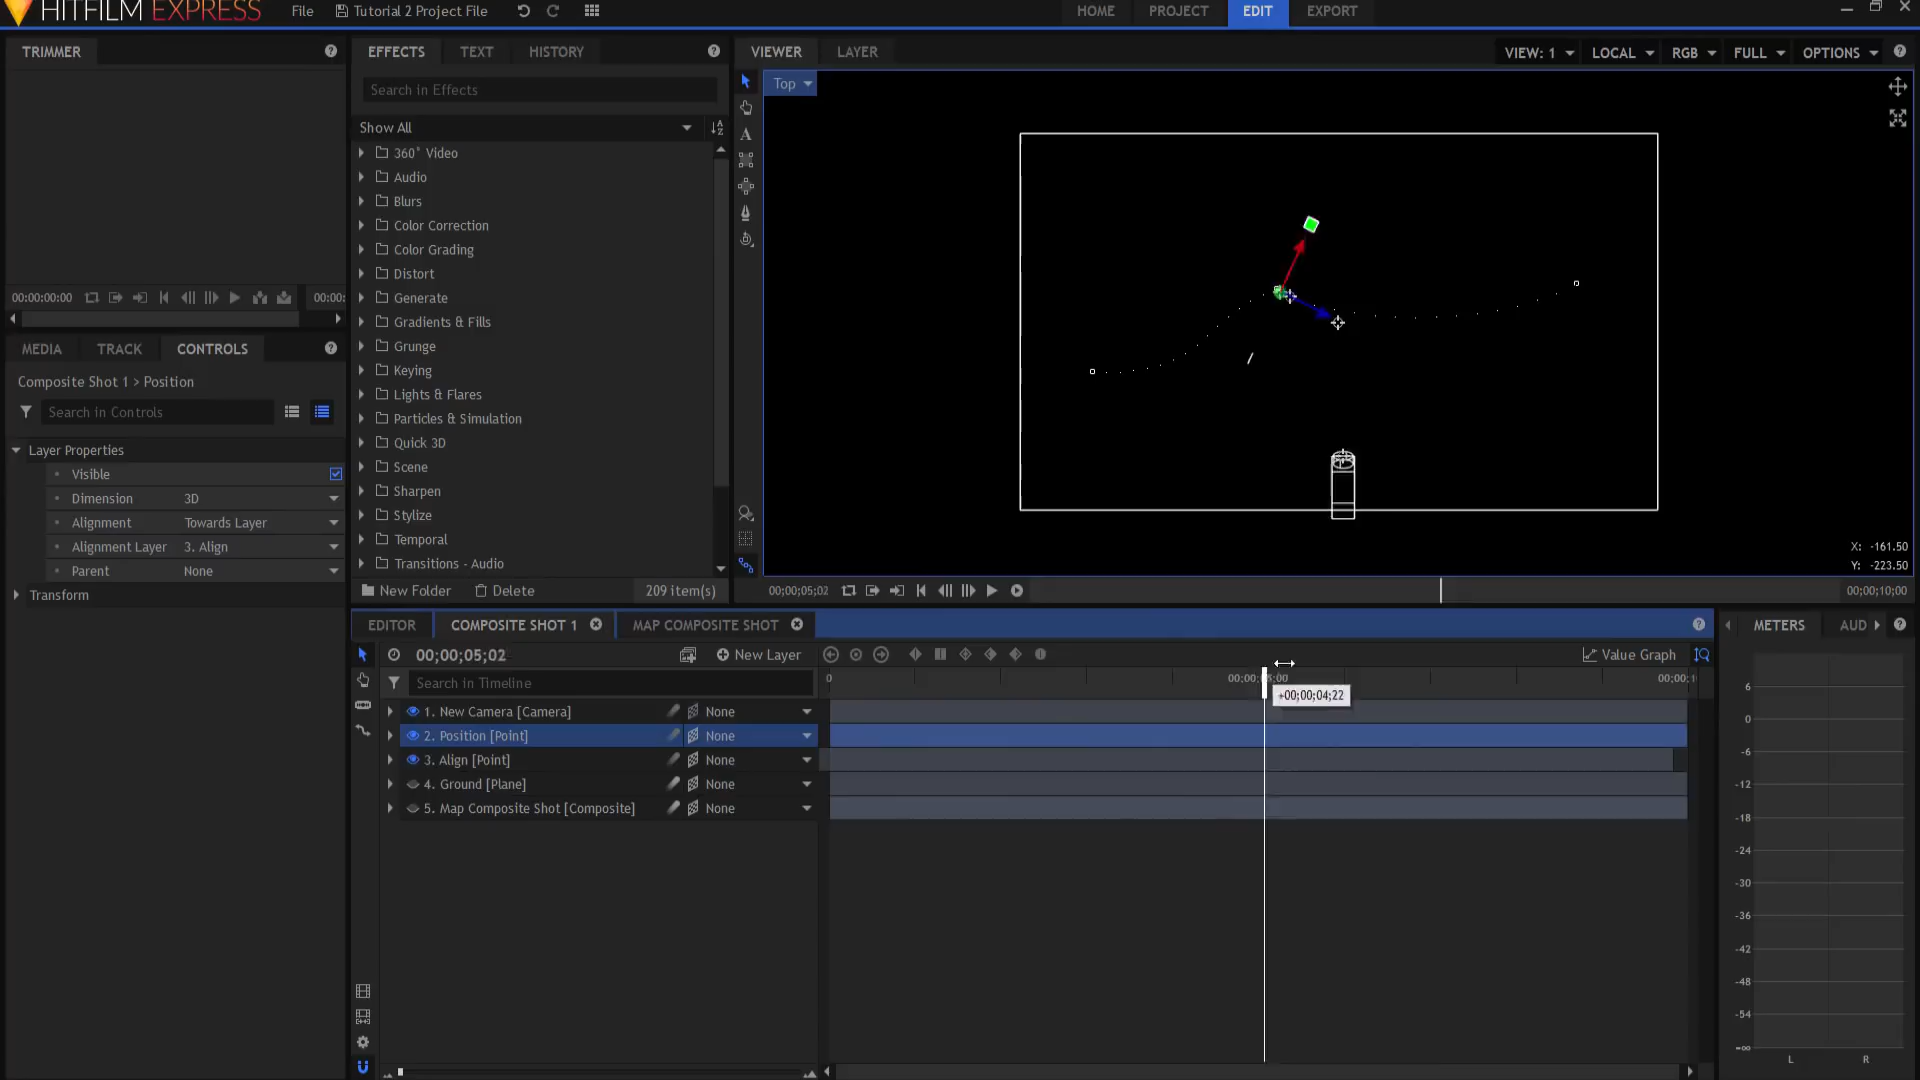 HITFILM EXPRESS
File
Tutorial 2 Project File
HOME
PROJECT
EDIT
EXPORT
TRIMMER
EFFECTS
TEXT
HISTORY
VIEWER
LAYER
VIEW: 1
LOCAL
RGB
FULL
OPTIONS
Search in Effects
Top
Show All
360° Video
Audio
Blurs
Color Correction
Color Grading
Distort
Generate
Gradients & Fills
Grunge
Keying
Lights & Flares
Particles & Simulation
Quick 3D
Scene
Sharpen
Stylize
Temporal
Transitions - Audio
New Folder
Delete
209 item(s)
00:00:00:00
00:00:
MEDIA
TRACK
CONTROLS
Composite Shot 1 > Position
Search in Controls
Layer Properties
Visible
Dimension 3D
Alignment Towards Layer
Alignment Layer 3. Align
Parent None
Transform
X: -161.50
Y: -223.50
00;00;05;02
00;00;10;00
EDITOR
COMPOSITE SHOT 1
MAP COMPOSITE SHOT
METERS
AUD
00;00;05;02
New Layer
Value Graph
Search in Timeline
0
+00;00;04;22
1. New Camera [Camera] None
2. Position [Point] None
3. Align [Point] None
4. Ground [Plane] None
5. Map Composite Shot [Composite] None
6
0
-6
-12
-18
-24
-30
-36
-42
-48
-54
-∞
L
R